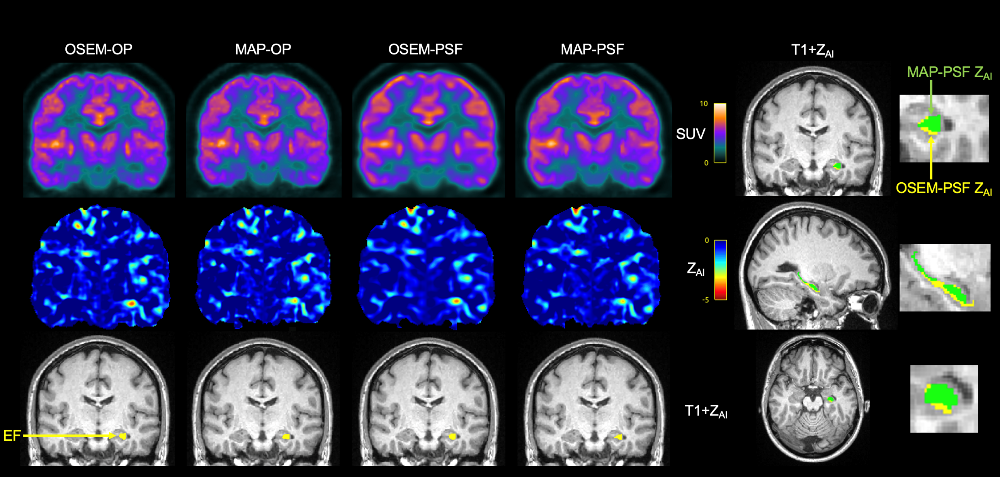 OSEM-OP
MAP-OP
OSEM-PSF
MAP-PSF
T1+ZAI
MAP-PSF ZAI
10
SUV
0
OSEM-PSF ZAI
0
ZAI
-5
T1+ZAI
EF